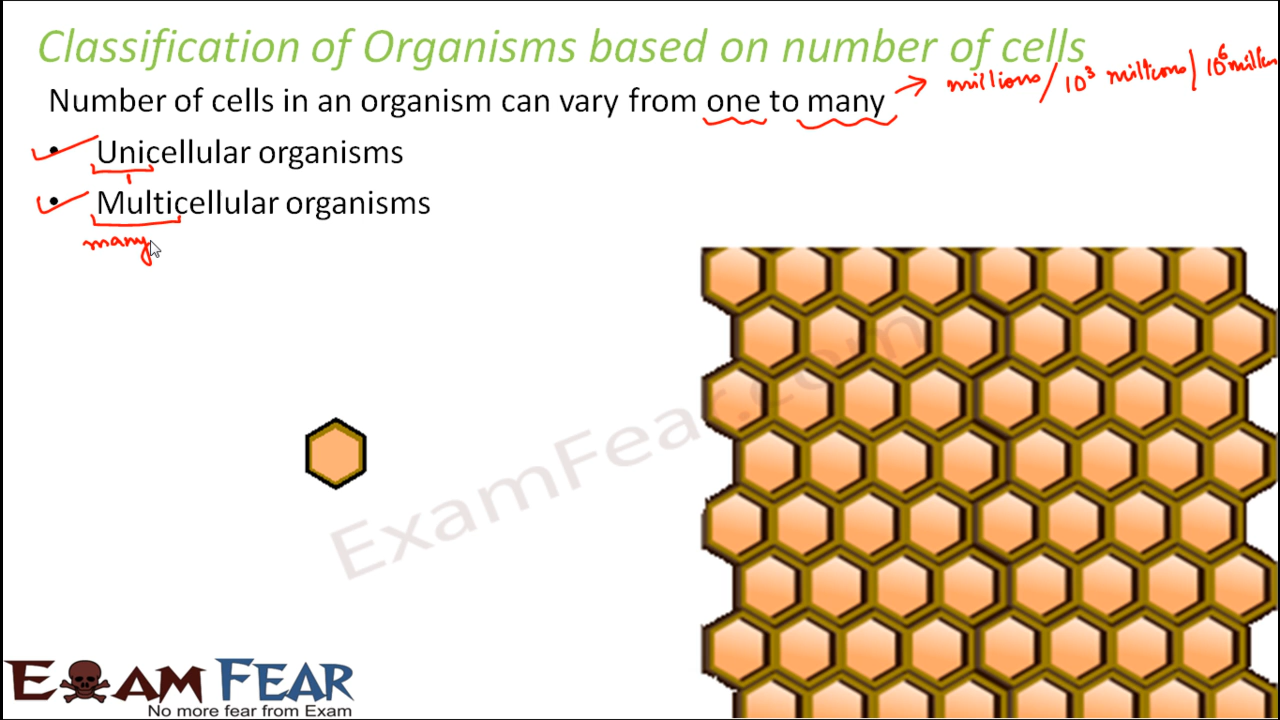 Classification of Organisms based on number of cells
Number of cells in an organism can vary from one to many → millions / 10³ millions / 10⁶
• Unicellular organisms
1
• Multicellular organisms
many
ExamFear.com
EXAM FEAR
No more fear from Exam